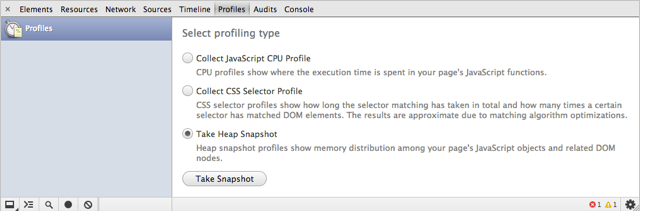 × Elements Resources Network Sources Timeline Profiles Audits Console
Profiles
Select profiling type
Collect JavaScript CPU Profile
CPU profiles show where the execution time is spent in your page's JavaScript functions.
Collect CSS Selector Profile
CSS selector profiles show how long the selector matching has taken in total and how many times a certain
selector has matched DOM elements. The results are approximate due to matching algorithm optimizations.
Take Heap Snapshot
Heap snapshot profiles show memory distribution among your page's JavaScript objects and related DOM
nodes.
Take Snapshot
1 1